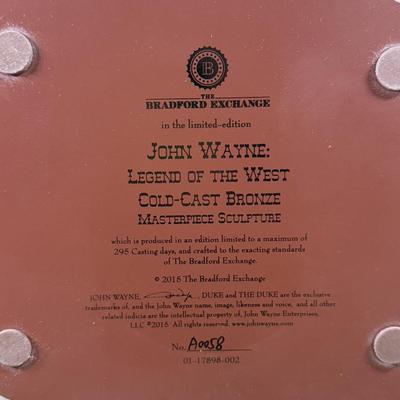 B
THE
BRADFORD EXCHANGE
in the limited-edition
JOHN WAYNE:
LEGEND OF THE WEST
COLD-CAST BRONZE
MASTERPIECE SCULPTURE
which is produced in an edition limited to a maximum of
295 Casting days, and crafted to the exacting standards
of The Bradford Exchange.
© 2015 The Bradford Exchange
JOHN WAYNE, , DUKE and THE DUKE are the exclusive
trademarks of, and the John Wayne name, image, likeness and voice, and all other
related indicia are the intellectual property of, John Wayne Enterprises,
LLC ©2015 All rights reserved. www.johnwayne.com
No. A0058
01-17898-002